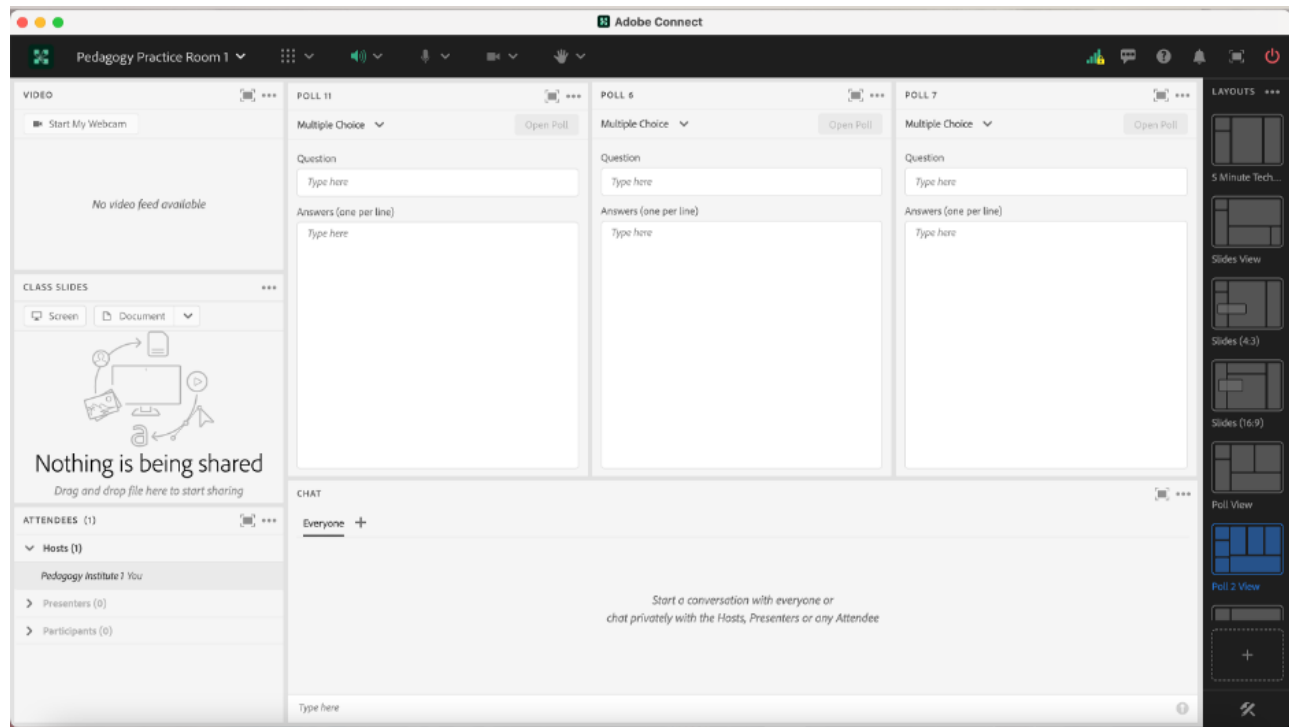 Adobe Connect
Pedagogy Practice Room 1
VIDEO
Start My Webcam
No video feed available
CLASS SLIDES
Screen
Document
Nothing is being shared
Drag and drop file here to start sharing
ATTENDEES (1)
Hosts (1)
Pedagogy Institute 1 You
Presenters (0)
Participants (0)
POLL 11
Multiple Choice
Open Poll
Question
Type here
Answers (one per line)
Type here
POLL 6
Multiple Choice
Open Poll
Question
Type here
Answers (one per line)
Type here
POLL 7
Multiple Choice
Open Poll
Question
Type here
Answers (one per line)
Type here
CHAT
Everyone
Start a conversation with everyone or
chat privately with the Hosts, Presenters or any Attendee
Type here
LAYOUTS
5 Minute Tech...
Slides View
Slides (4:3)
Slides (16:9)
Poll View
Poll 2 View